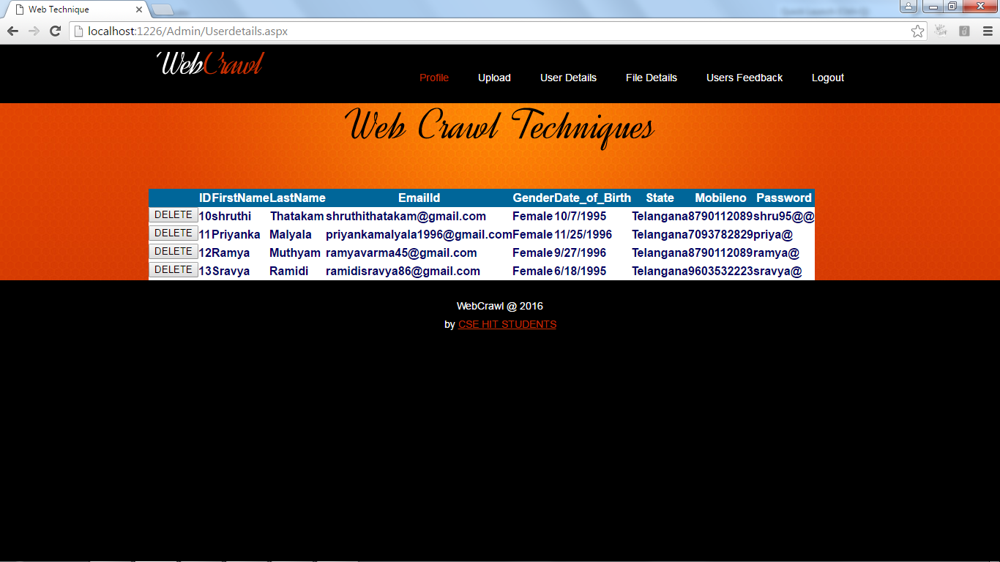 Web Technique
localhost:1226/Admin/Userdetails.aspx
WebCrawl
Profile Upload User Details File Details Users Feedback Logout
Web Crawl Techniques
ID FirstName LastName EmailId Gender Date_of_Birth State Mobileno Password
DELETE 10 shruthi Thatakam shruthithatakam@gmail.com Female 10/7/1995 Telangana 8790112089 shru95@@
DELETE 11 Priyanka Malyala priyankamalyala1996@gmail.com Female 11/25/1996 Telangana 7093782829 priya@
DELETE 12 Ramya Muthyam ramyavarma45@gmail.com Female 9/27/1996 Telangana 8790112089 ramya@
DELETE 13 Sravya Ramidi ramidisravya86@gmail.com Female 6/18/1995 Telangana 9603532223 sravya@
WebCrawl @ 2016
by CSE HIT STUDENTS